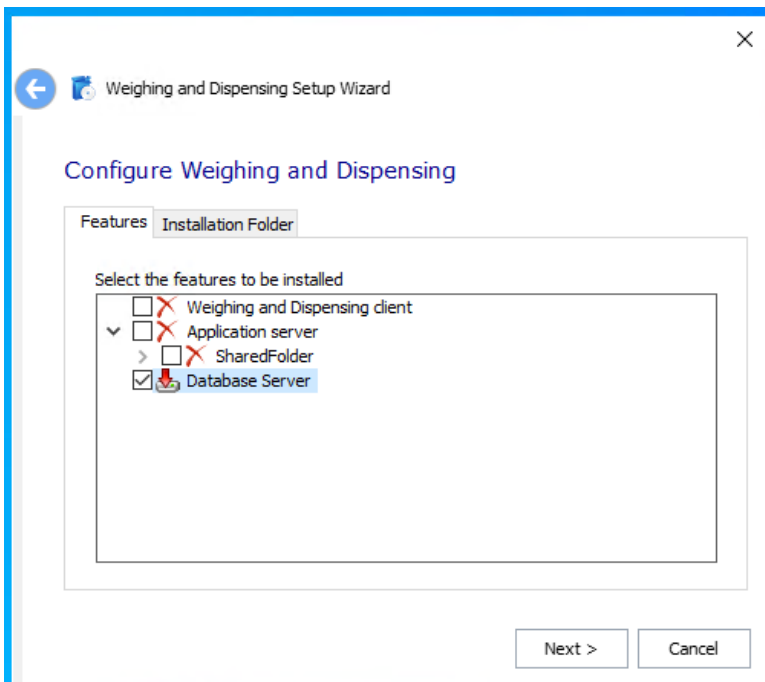 Weighing and Dispensing Setup Wizard
Configure Weighing and Dispensing
Features Installation Folder
Select the features to be installed
Weighing and Dispensing client
Application server
SharedFolder
Database Server
Next > Cancel